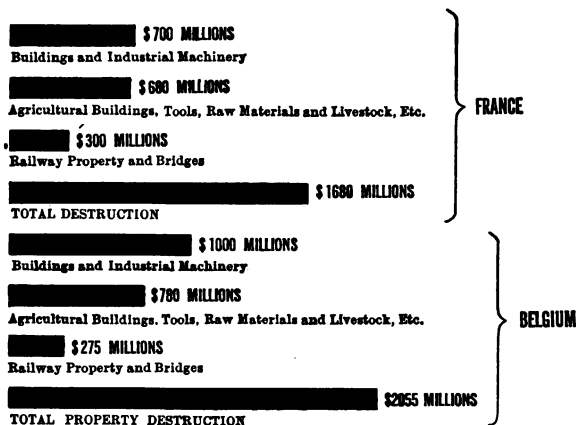 $700 MILLIONS
Buildings and Industrial Machinery
$680 MILLIONS
Agricultural Buildings, Tools, Raw Materials and Livestock, Etc.
FRANCE
$300 MILLIONS
Railway Property and Bridges
$1680 MILLIONS
TOTAL DESTRUCTION
$1000 MILLIONS
Buildings and Industrial Machinery
$780 MILLIONS
Agricultural Buildings, Tools, Raw Materials and Livestock, Etc.
BELGIUM
$275 MILLIONS
Railway Property and Bridges
$2055 MILLIONS
TOTAL PROPERTY DESTRUCTION